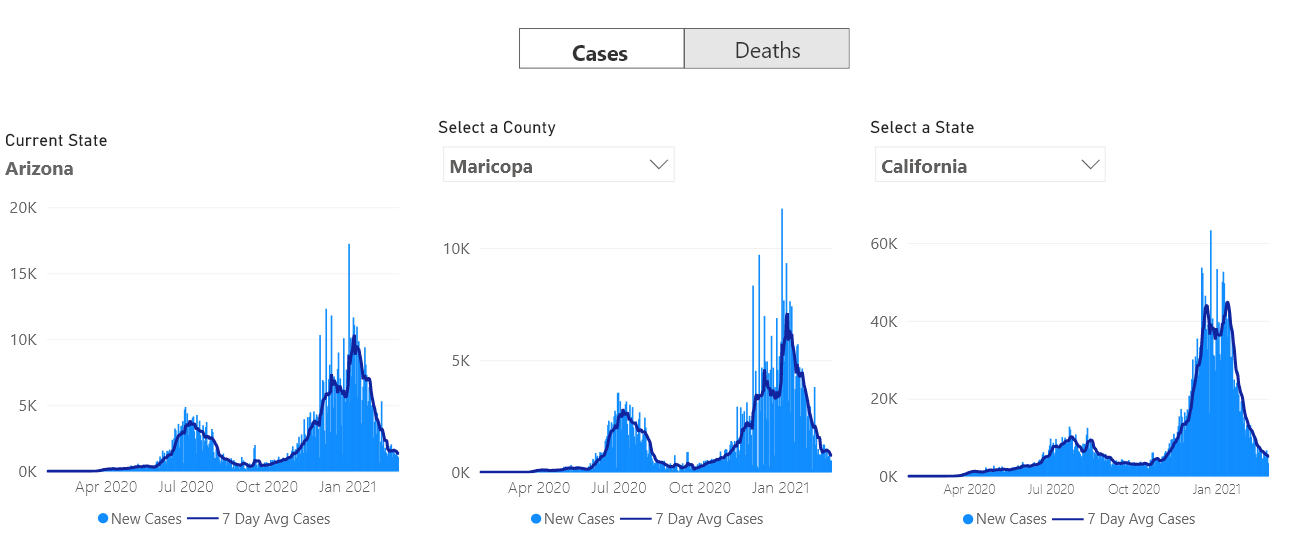 Cases
Deaths
Current State
Arizona
20K
15K
10K
5K
0K
Apr 2020
Jul 2020
Oct 2020
Jan 2021
New Cases
7 Day Avg Cases
Select a County
Maricopa
10K
5K
0K
Apr 2020
Jul 2020
Oct 2020
Jan 2021
New Cases
7 Day Avg Cases
Select a State
California
60K
40K
20K
0K
Apr 2020
Jul 2020
Oct 2020
Jan 2021
New Cases
7 Day Avg Cases